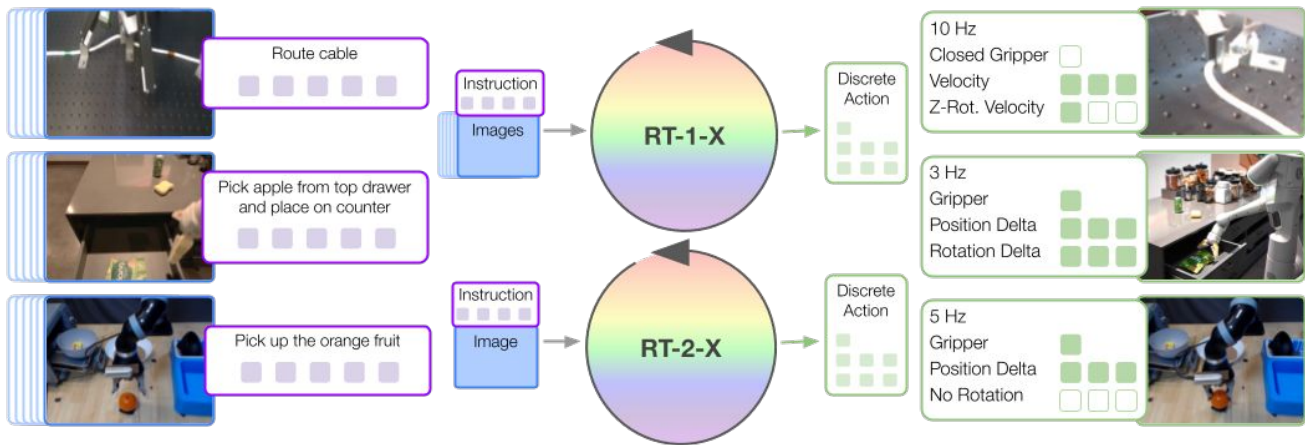 Route cable
Pick apple from top drawer
and place on counter
Pick up the orange fruit
Instruction
Images
RT-1-X
Discrete
Action
Instruction
Image
RT-2-X
Discrete
Action
10 Hz
Closed Gripper
Velocity
Z-Rot. Velocity
3 Hz
Gripper
Position Delta
Rotation Delta
5 Hz
Gripper
Position Delta
No Rotation